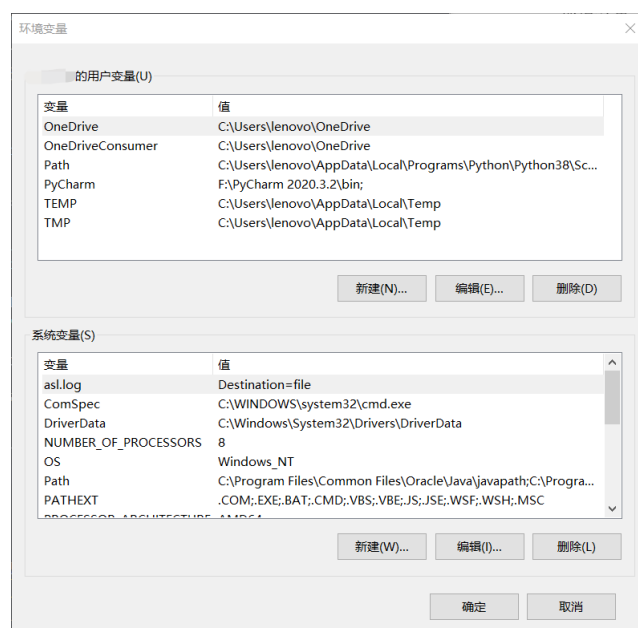 环境变量
的用户变量(U)
变量 值
OneDrive C:\Users\lenovo\OneDrive
OneDriveConsumer C:\Users\lenovo\OneDrive
Path C:\Users\lenovo\AppData\Local\Programs\Python\Python38\Sc...
PyCharm F:\PyCharm 2020.3.2\bin;
TEMP C:\Users\lenovo\AppData\Local\Temp
TMP C:\Users\lenovo\AppData\Local\Temp
新建(N)... 编辑(E)... 删除(D)
系统变量(S)
变量 值
asl.log Destination=file
ComSpec C:\WINDOWS\system32\cmd.exe
DriverData C:\Windows\System32\Drivers\DriverData
NUMBER_OF_PROCESSORS 8
OS Windows_NT
Path C:\Program Files\Common Files\Oracle\Java\javapath;C:\Progra...
PATHEXT .COM;.EXE;.BAT;.CMD;.VBS;.VBE;.JS;.JSE;.WSF;.WSH;.MSC
PROCESSOR_ARCHITECTURE AMD64
新建(W)... 编辑(I)... 删除(L)
确定 取消